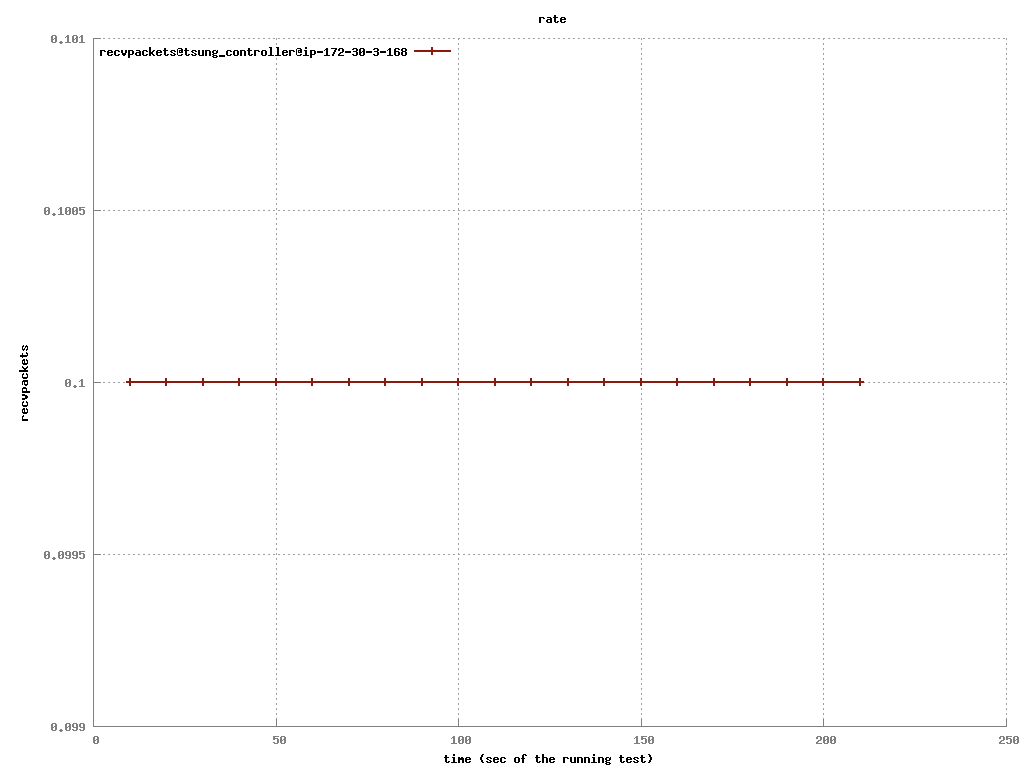 rate
0.101
recvpackets@tsung_controller@ip-172-30-3-168
0.1005
0.1
recvpackets
0.0995
0.099
0 50 100 150 200 250
time (sec of the running test)